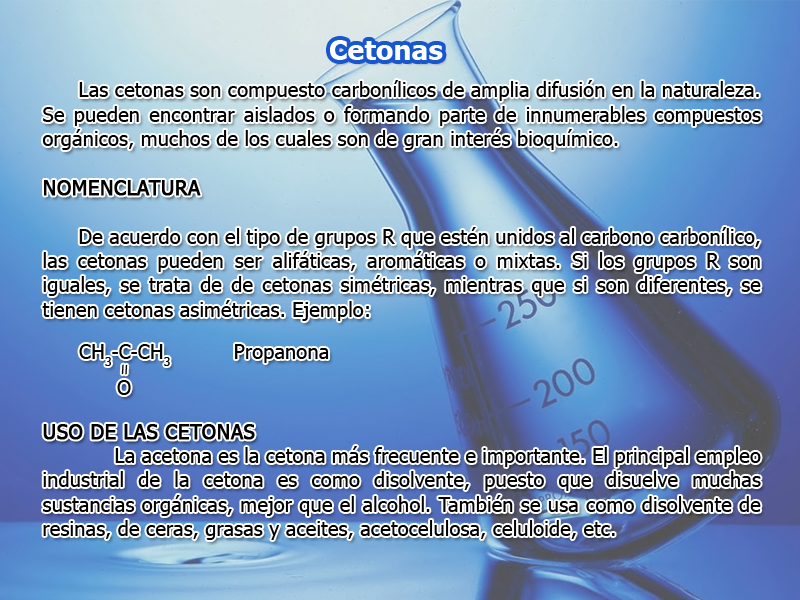 Cetonas
Las cetonas son compuesto carbonílicos de amplia difusión en la naturaleza.
Se pueden encontrar aislados o formando parte de innumerables compuestos
orgánicos, muchos de los cuales son de gran interés bioquímico.
NOMENCLATURA
De acuerdo con el tipo de grupos R que estén unidos al carbono carbonílico,
las cetonas pueden ser alifáticas, aromáticas o mixtas. Si los grupos R son
iguales, se trata de de cetonas simétricas, mientras que si son diferentes, se
tienen cetonas asimétricas. Ejemplo:
250
CH3-C-CH3 Propanona
=
O
200
USO DE LAS CETONAS
150
La acetona es la cetona más frecuente e importante. El principal empleo
industrial de la cetona es como disolvente, puesto que disuelve muchas
sustancias orgánicas, mejor que el alcohol. También se usa como disolvente de
resinas, de ceras, grasas y aceites, acetocelulosa, celuloide, etc.